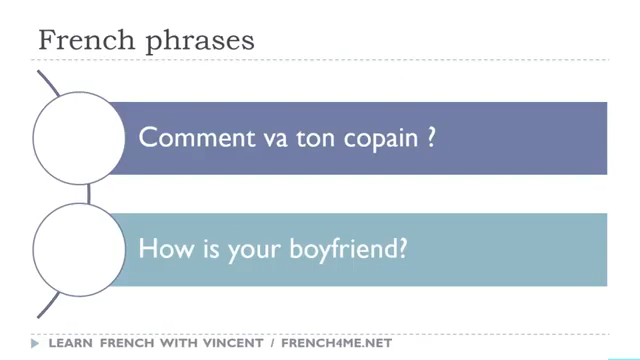 French phrases
Comment va ton copain ?
How is your boyfriend?
LEARN FRENCH WITH VINCENT / FRENCH4ME.NET